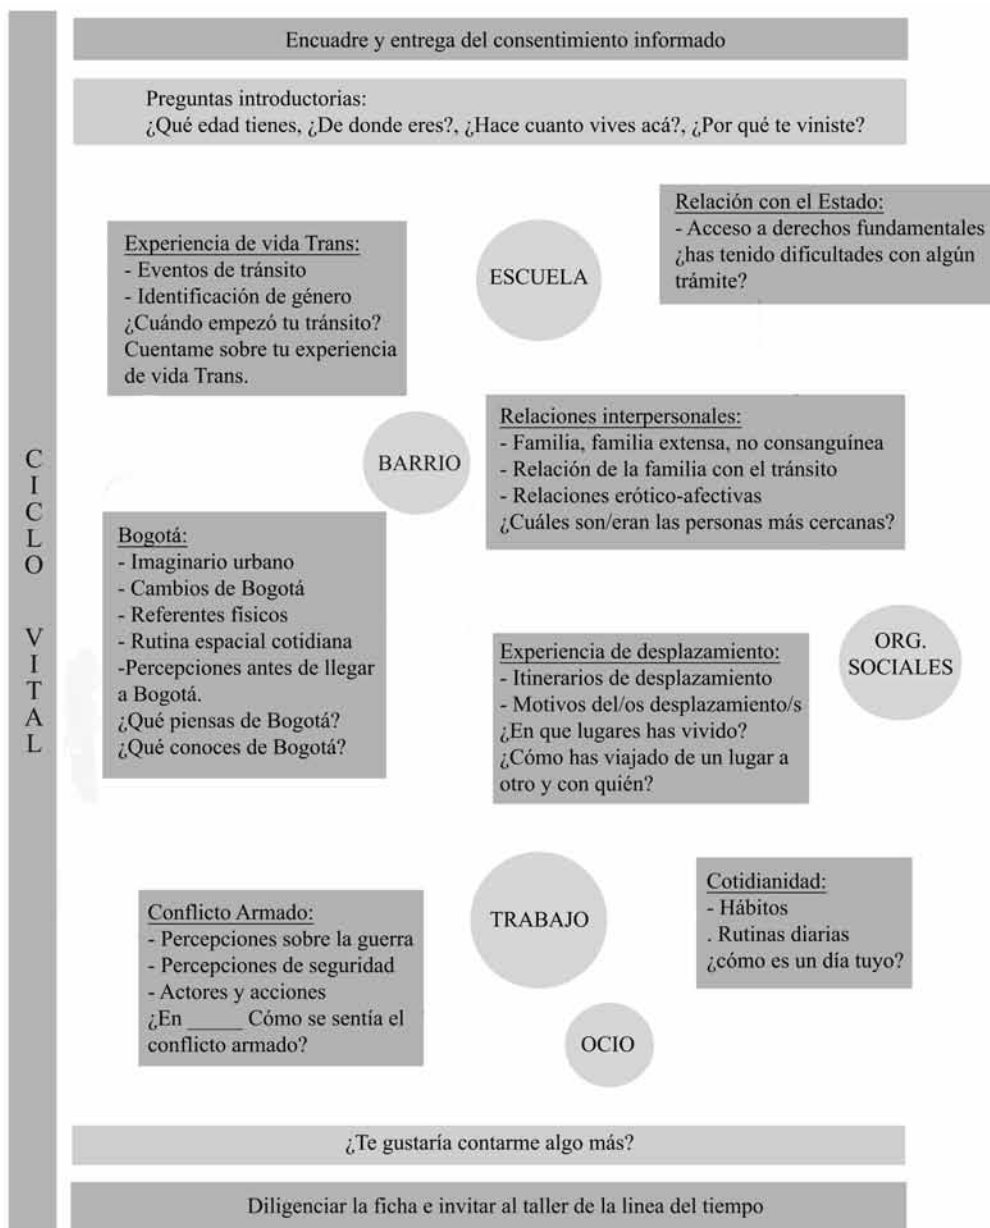 CICLO VITAL
Encuadre y entrega del consentimiento informado
Preguntas introductorias:
¿Qué edad tienes, ¿De donde eres?, ¿Hace cuanto vives acá?, ¿Por qué te viniste?
Relación con el Estado:
- Acceso a derechos fundamentales
¿has tenido dificultades con algún
trámite?
Experiencia de vida Trans:
- Eventos de tránsito
- Identificación de género
¿Cuándo empezó tu tránsito?
Cuentame sobre tu experiencia
de vida Trans.
ESCUELA
Relaciones interpersonales:
- Familia, familia extensa, no consanguínea
- Relación de la familia con el tránsito
- Relaciones erótico-afectivas
¿Cuáles son/eran las personas más cercanas?
BARRIO
Bogotá:
- Imaginario urbano
- Cambios de Bogotá
- Referentes físicos
- Rutina espacial cotidiana
-Percepciones antes de llegar
a Bogotá.
¿Qué piensas de Bogotá?
¿Qué conoces de Bogotá?
Experiencia de desplazamiento:
- Itinerarios de desplazamiento
- Motivos del/os desplazamiento/s
¿En que lugares has vivido?
¿Cómo has viajado de un lugar a
otro y con quién?
ORG.
SOCIALES
Conflicto Armado:
- Percepciones sobre la guerra
- Percepciones de seguridad
- Actores y acciones
¿En _____ Cómo se sentía el
conflicto armado?
TRABAJO
Cotidianidad:
- Hábitos
. Rutinas diarias
¿cómo es un día tuyo?
OCIO
¿Te gustaría contarme algo más?
Diligenciar la ficha e invitar al taller de la linea del tiempo